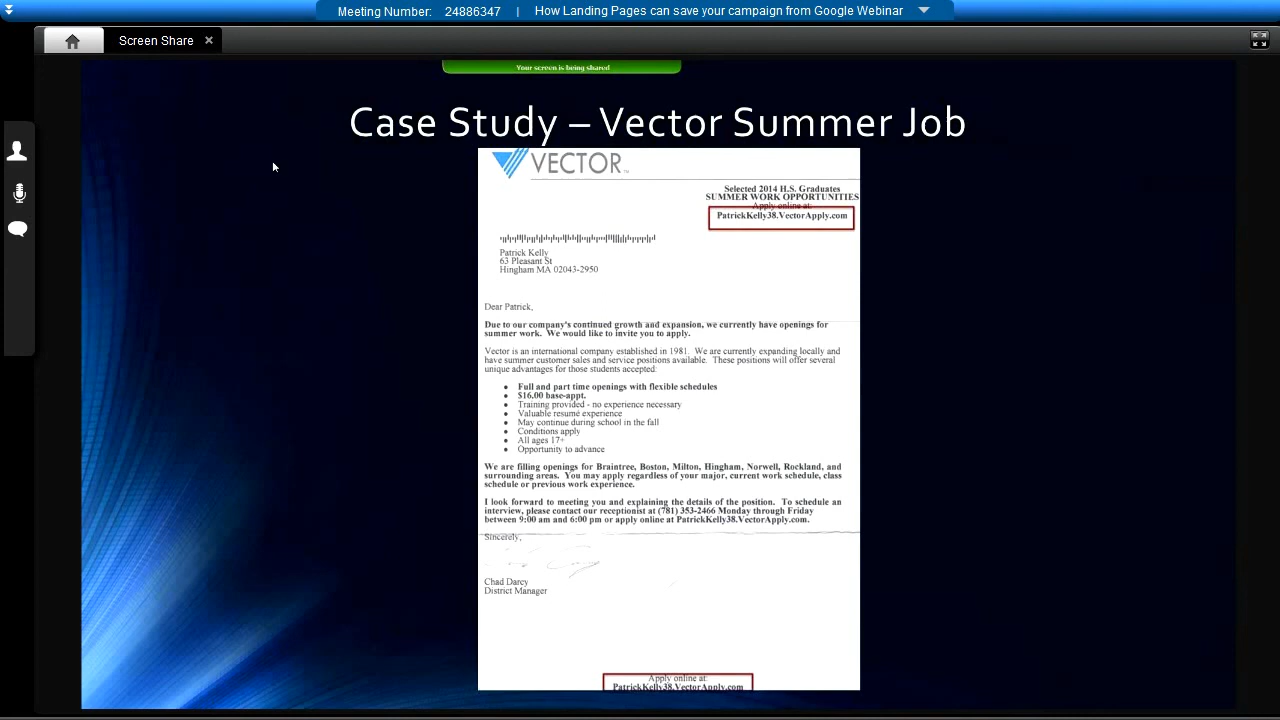 Meeting Number: 24886347 | How Landing Pages can save your campaign from Google Webinar
Screen Share
Your screen is being shared
Case Study – Vector Summer Job
VECTOR
Selected 2014 H.S. Graduates
SUMMER WORK OPPORTUNITIES
Apply online at:
PatrickKelly38.VectorApply.com
Patrick Kelly
63 Pleasant St
Hingham MA 02043-2950
Dear Patrick,
Due to our company's continued growth and expansion, we currently have openings for
summer work. We would like to invite you to apply.
Vector is an international company established in 1981. We are currently expanding locally and
have summer customer sales and service positions available. These positions will offer several
unique advantages for those students accepted:
• Full and part time openings with flexible schedules
• $16.00 base-appt.
• Training provided - no experience necessary
• Valuable resumé experience
• May continue during school in the fall
• Conditions apply
• All ages 17+
• Opportunity to advance
We are filling openings for Braintree, Boston, Milton, Hingham, Norwell, Rockland, and
surrounding areas. You may apply regardless of your major, current work schedule, class
schedule or previous work experience.
I look forward to meeting you and explaining the details of the position. To schedule an
interview, please contact our receptionist at (781) 353-2466 Monday through Friday
between 9:00 am and 6:00 pm or apply online at PatrickKelly38.VectorApply.com.
Sincerely,
Chad Darcy
District Manager
Apply online at:
PatrickKelly38.VectorApply.com